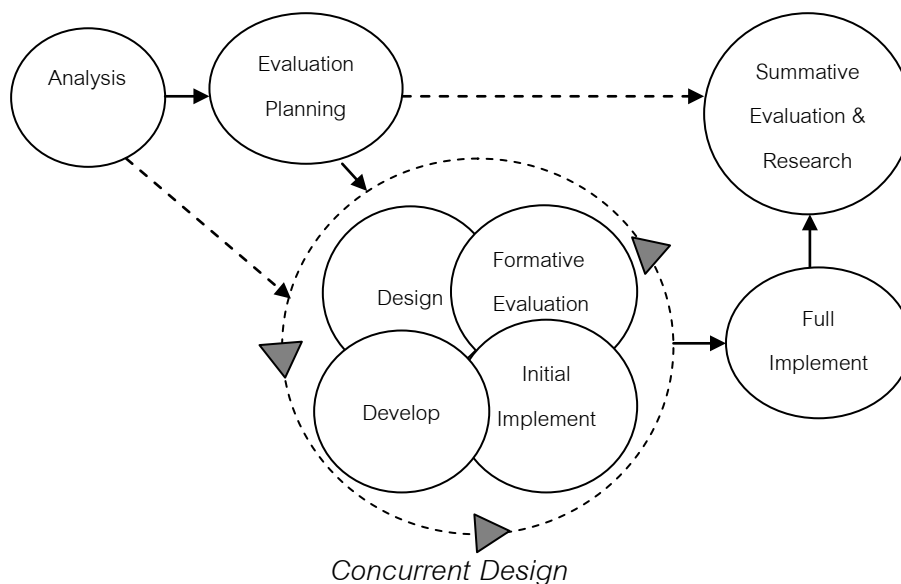 Analysis
Evaluation
Planning
Summative
Evaluation &
Research
Design
Formative
Evaluation
Develop
Initial
Implement
Full
Implement
Concurrent Design